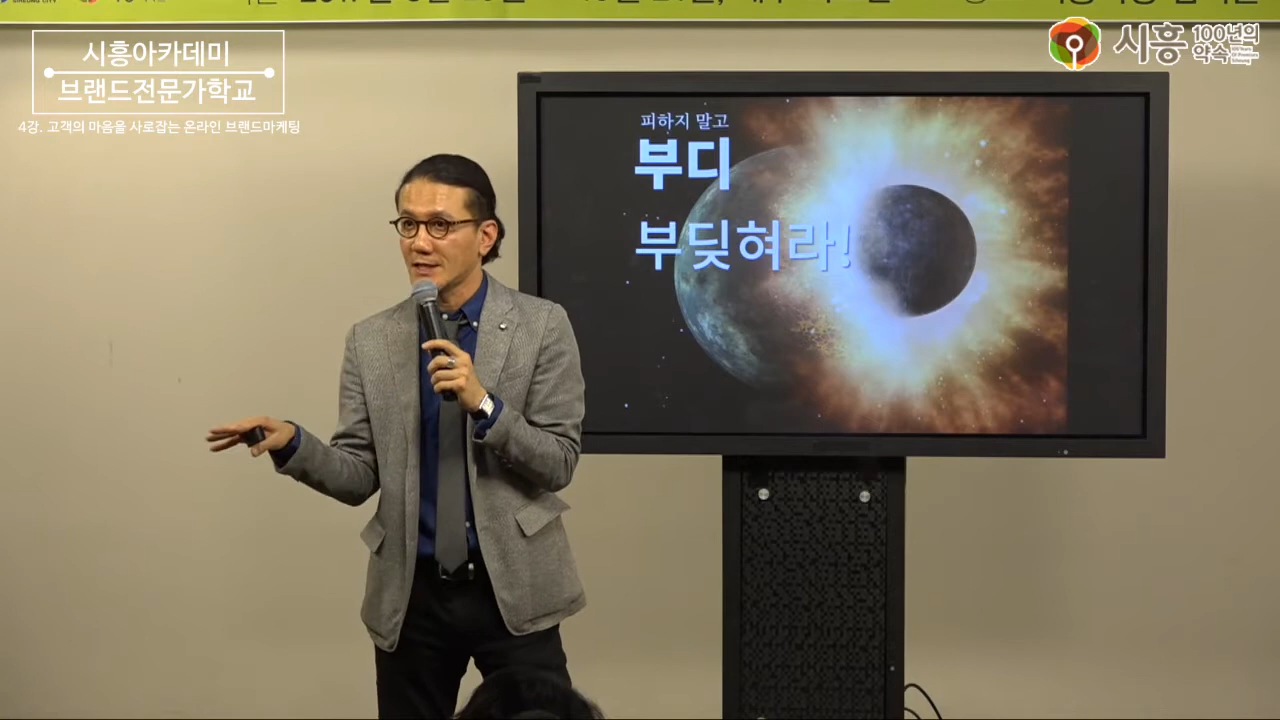 시흥아카데미
브랜드전문가학교
4강. 고객의 마음을 사로잡는 온라인 브랜드마케팅
시흥 100년의
약속
피하지 말고
부디
부딪혀라!